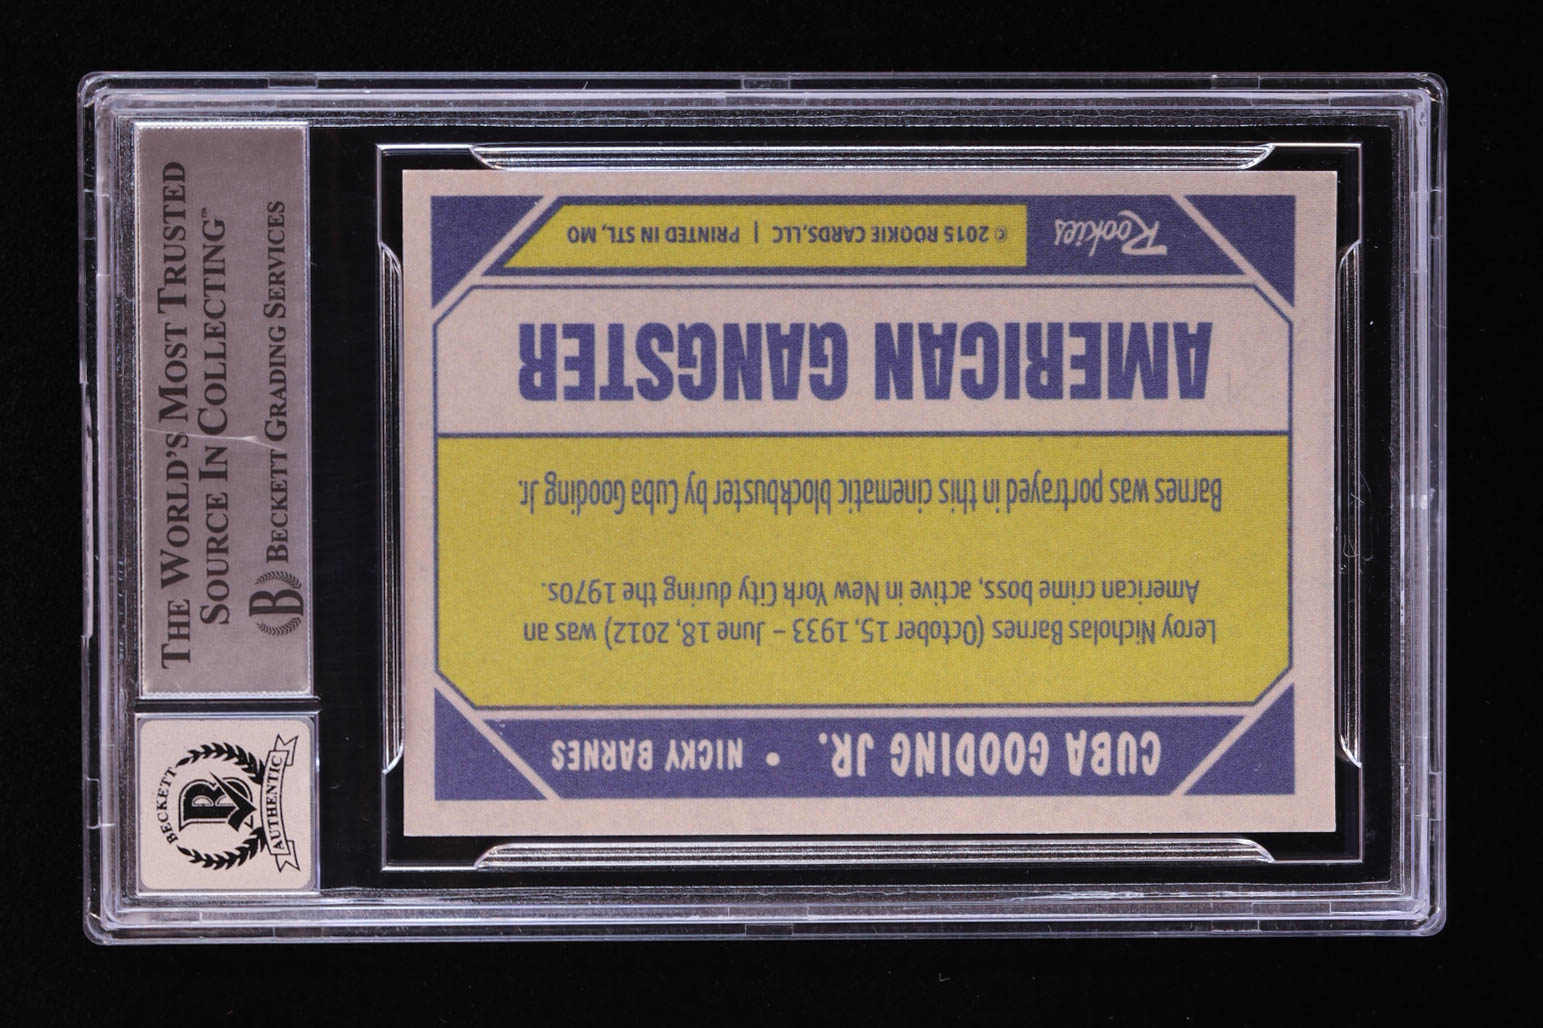 THE WORLD'S MOST TRUSTED
SOURCE IN COLLECTING™
B BECKETT GRADING SERVICES
BECKETT
B
AUTHENTIC
CUBA GOODING JR. • NICKY BARNES
Leroy Nicholas Barnes (October 15, 1933 – June 18, 2012) was an
American crime boss, active in New York City during the 1970s.
Barnes was portrayed in this cinematic blockbuster by Cuba Gooding Jr.
AMERICAN GANGSTER
Rookies
© 2015 ROOKIE CARDS,LLC | PRINTED IN STL, MO